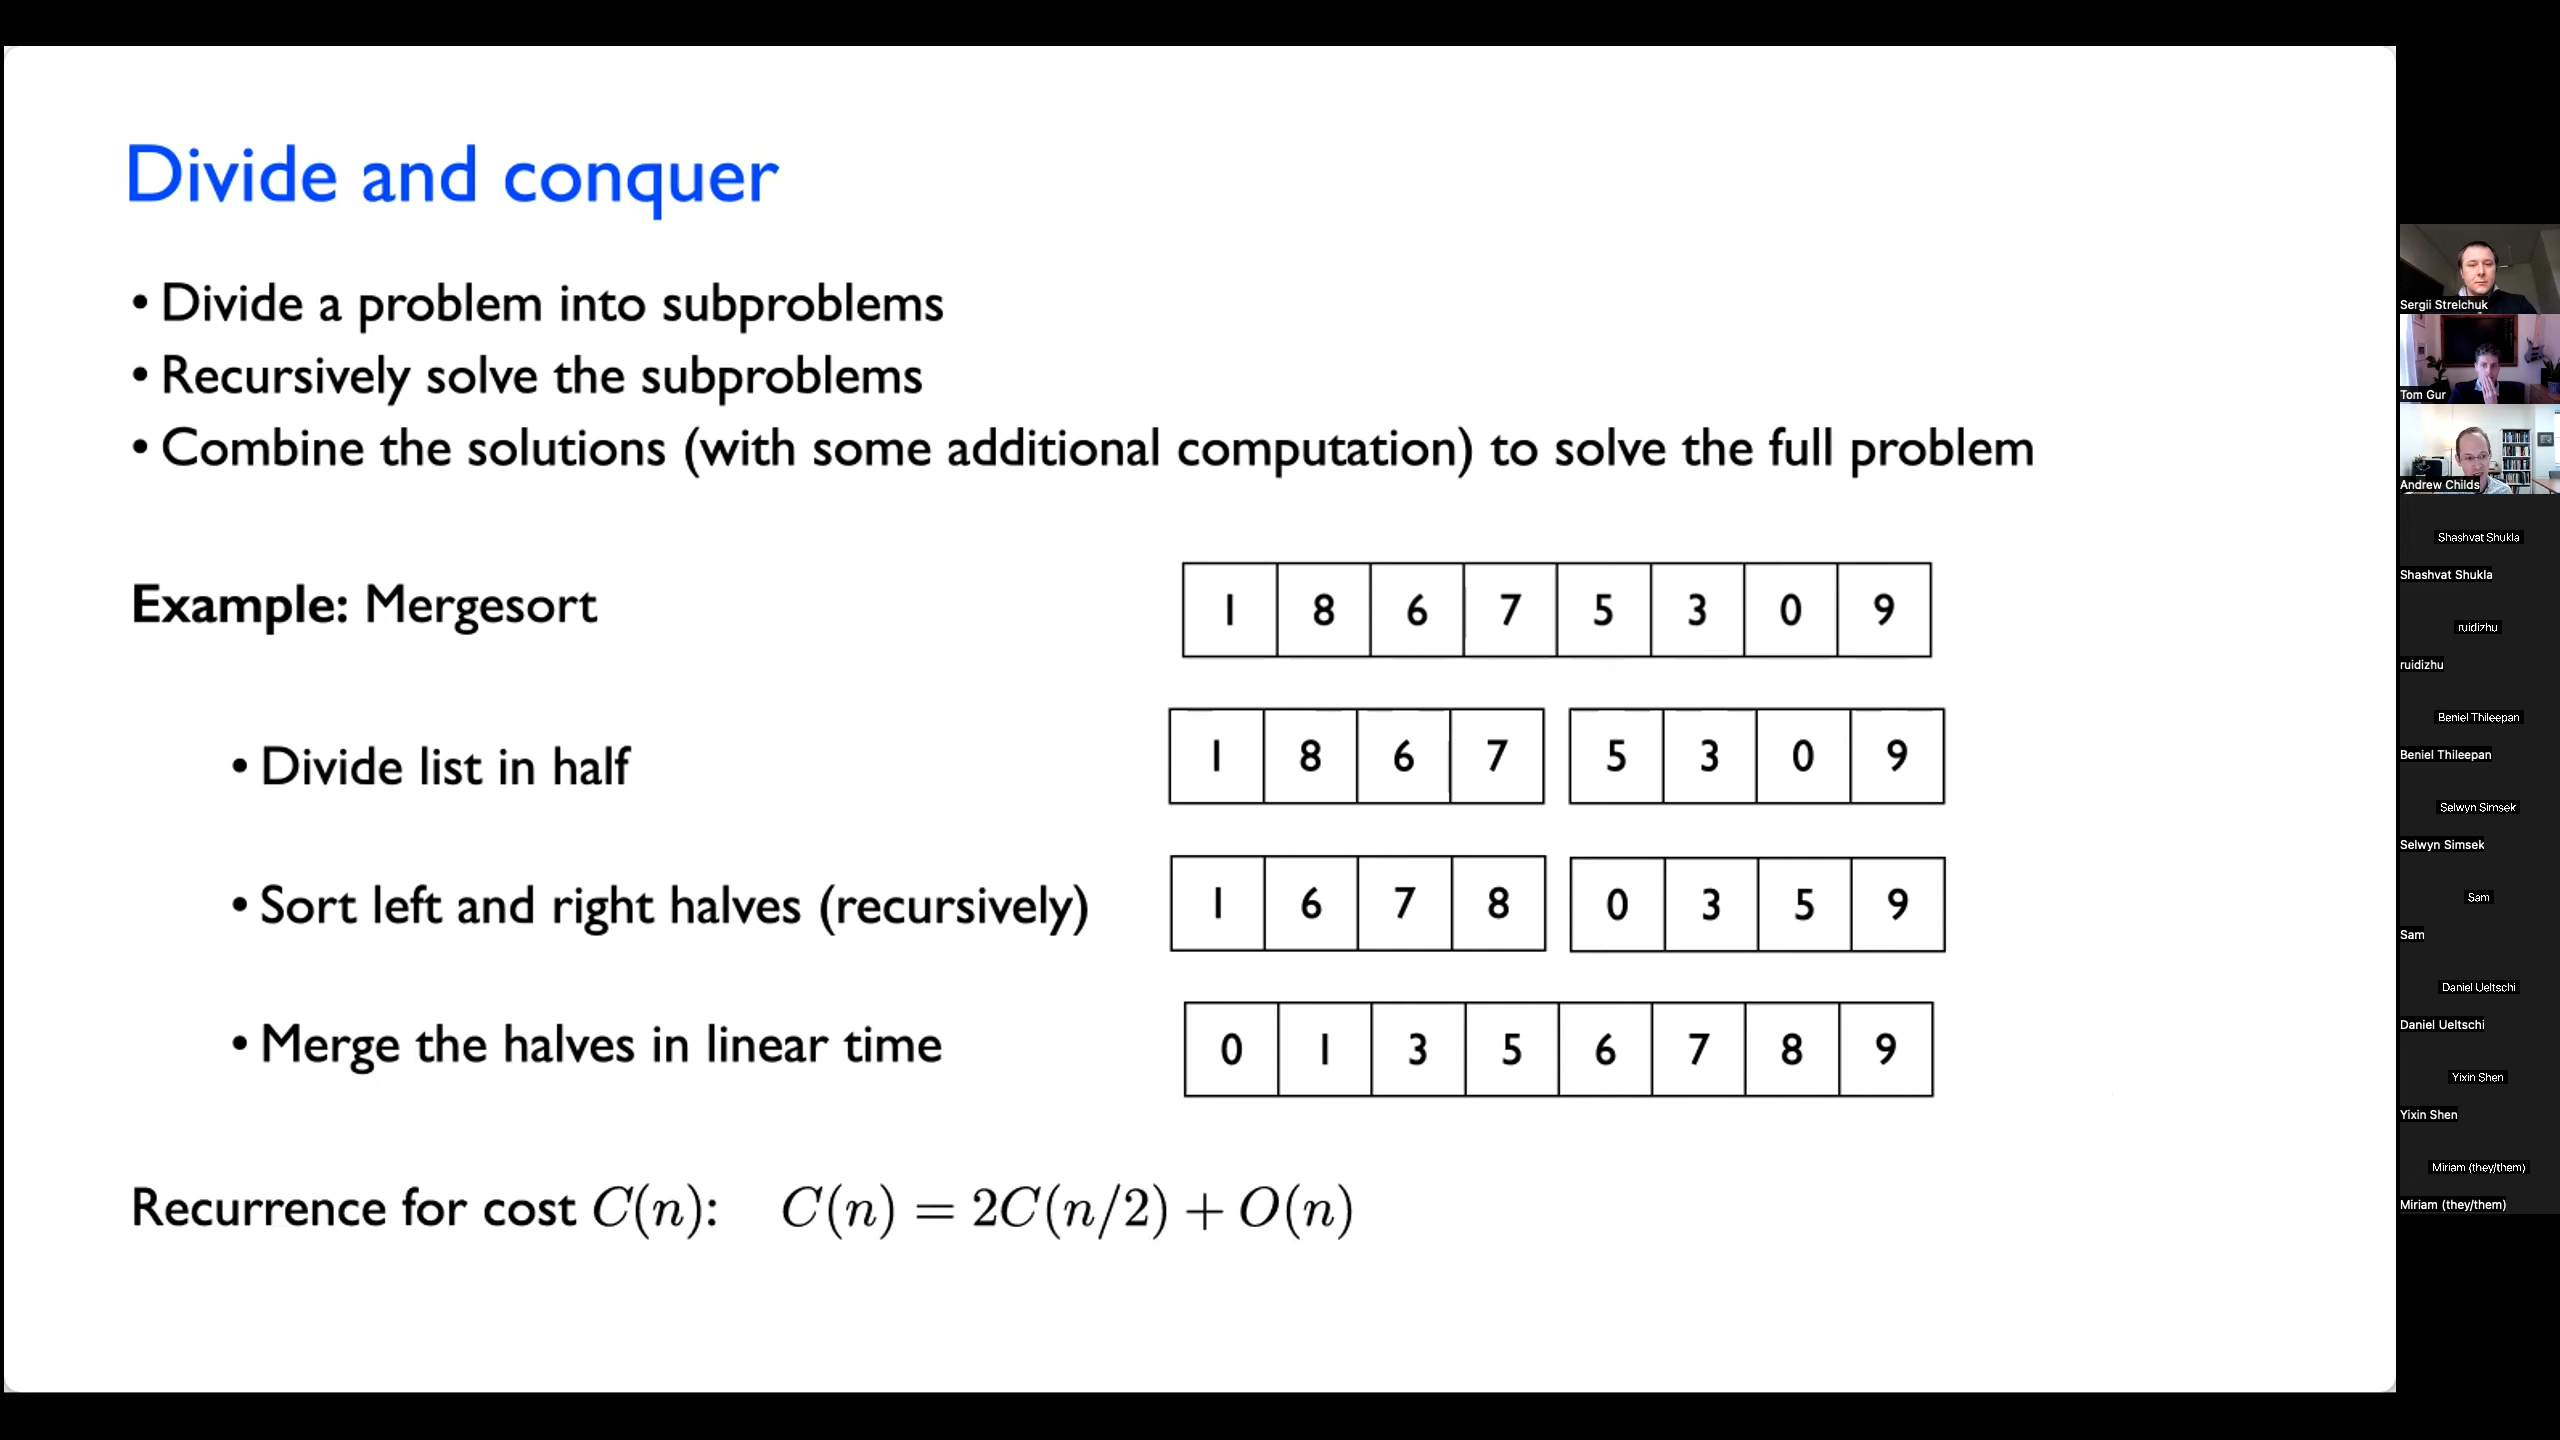 Divide and conquer
• Divide a problem into subproblems
• Recursively solve the subproblems
• Combine the solutions (with some additional computation) to solve the full problem
Example: Mergesort
1 8 6 7 5 3 0 9
• Divide list in half
1 8 6 7 5 3 0 9
• Sort left and right halves (recursively)
1 6 7 8 0 3 5 9
• Merge the halves in linear time
0 1 3 5 6 7 8 9
Recurrence for cost C(n): C(n) = 2C(n/2) + O(n)
Sergii Strelchuk
Tom Gur
Andrew Childs
Shashvat Shukla
Shashvat Shukla
ruidizhu
ruidizhu
Beniel Thileepan
Beniel Thileepan
Selwyn Simsek
Selwyn Simsek
Sam
Sam
Daniel Ueltschi
Daniel Ueltschi
Yixin Shen
Yixin Shen
Miriam (they/them)
Miriam (they/them)